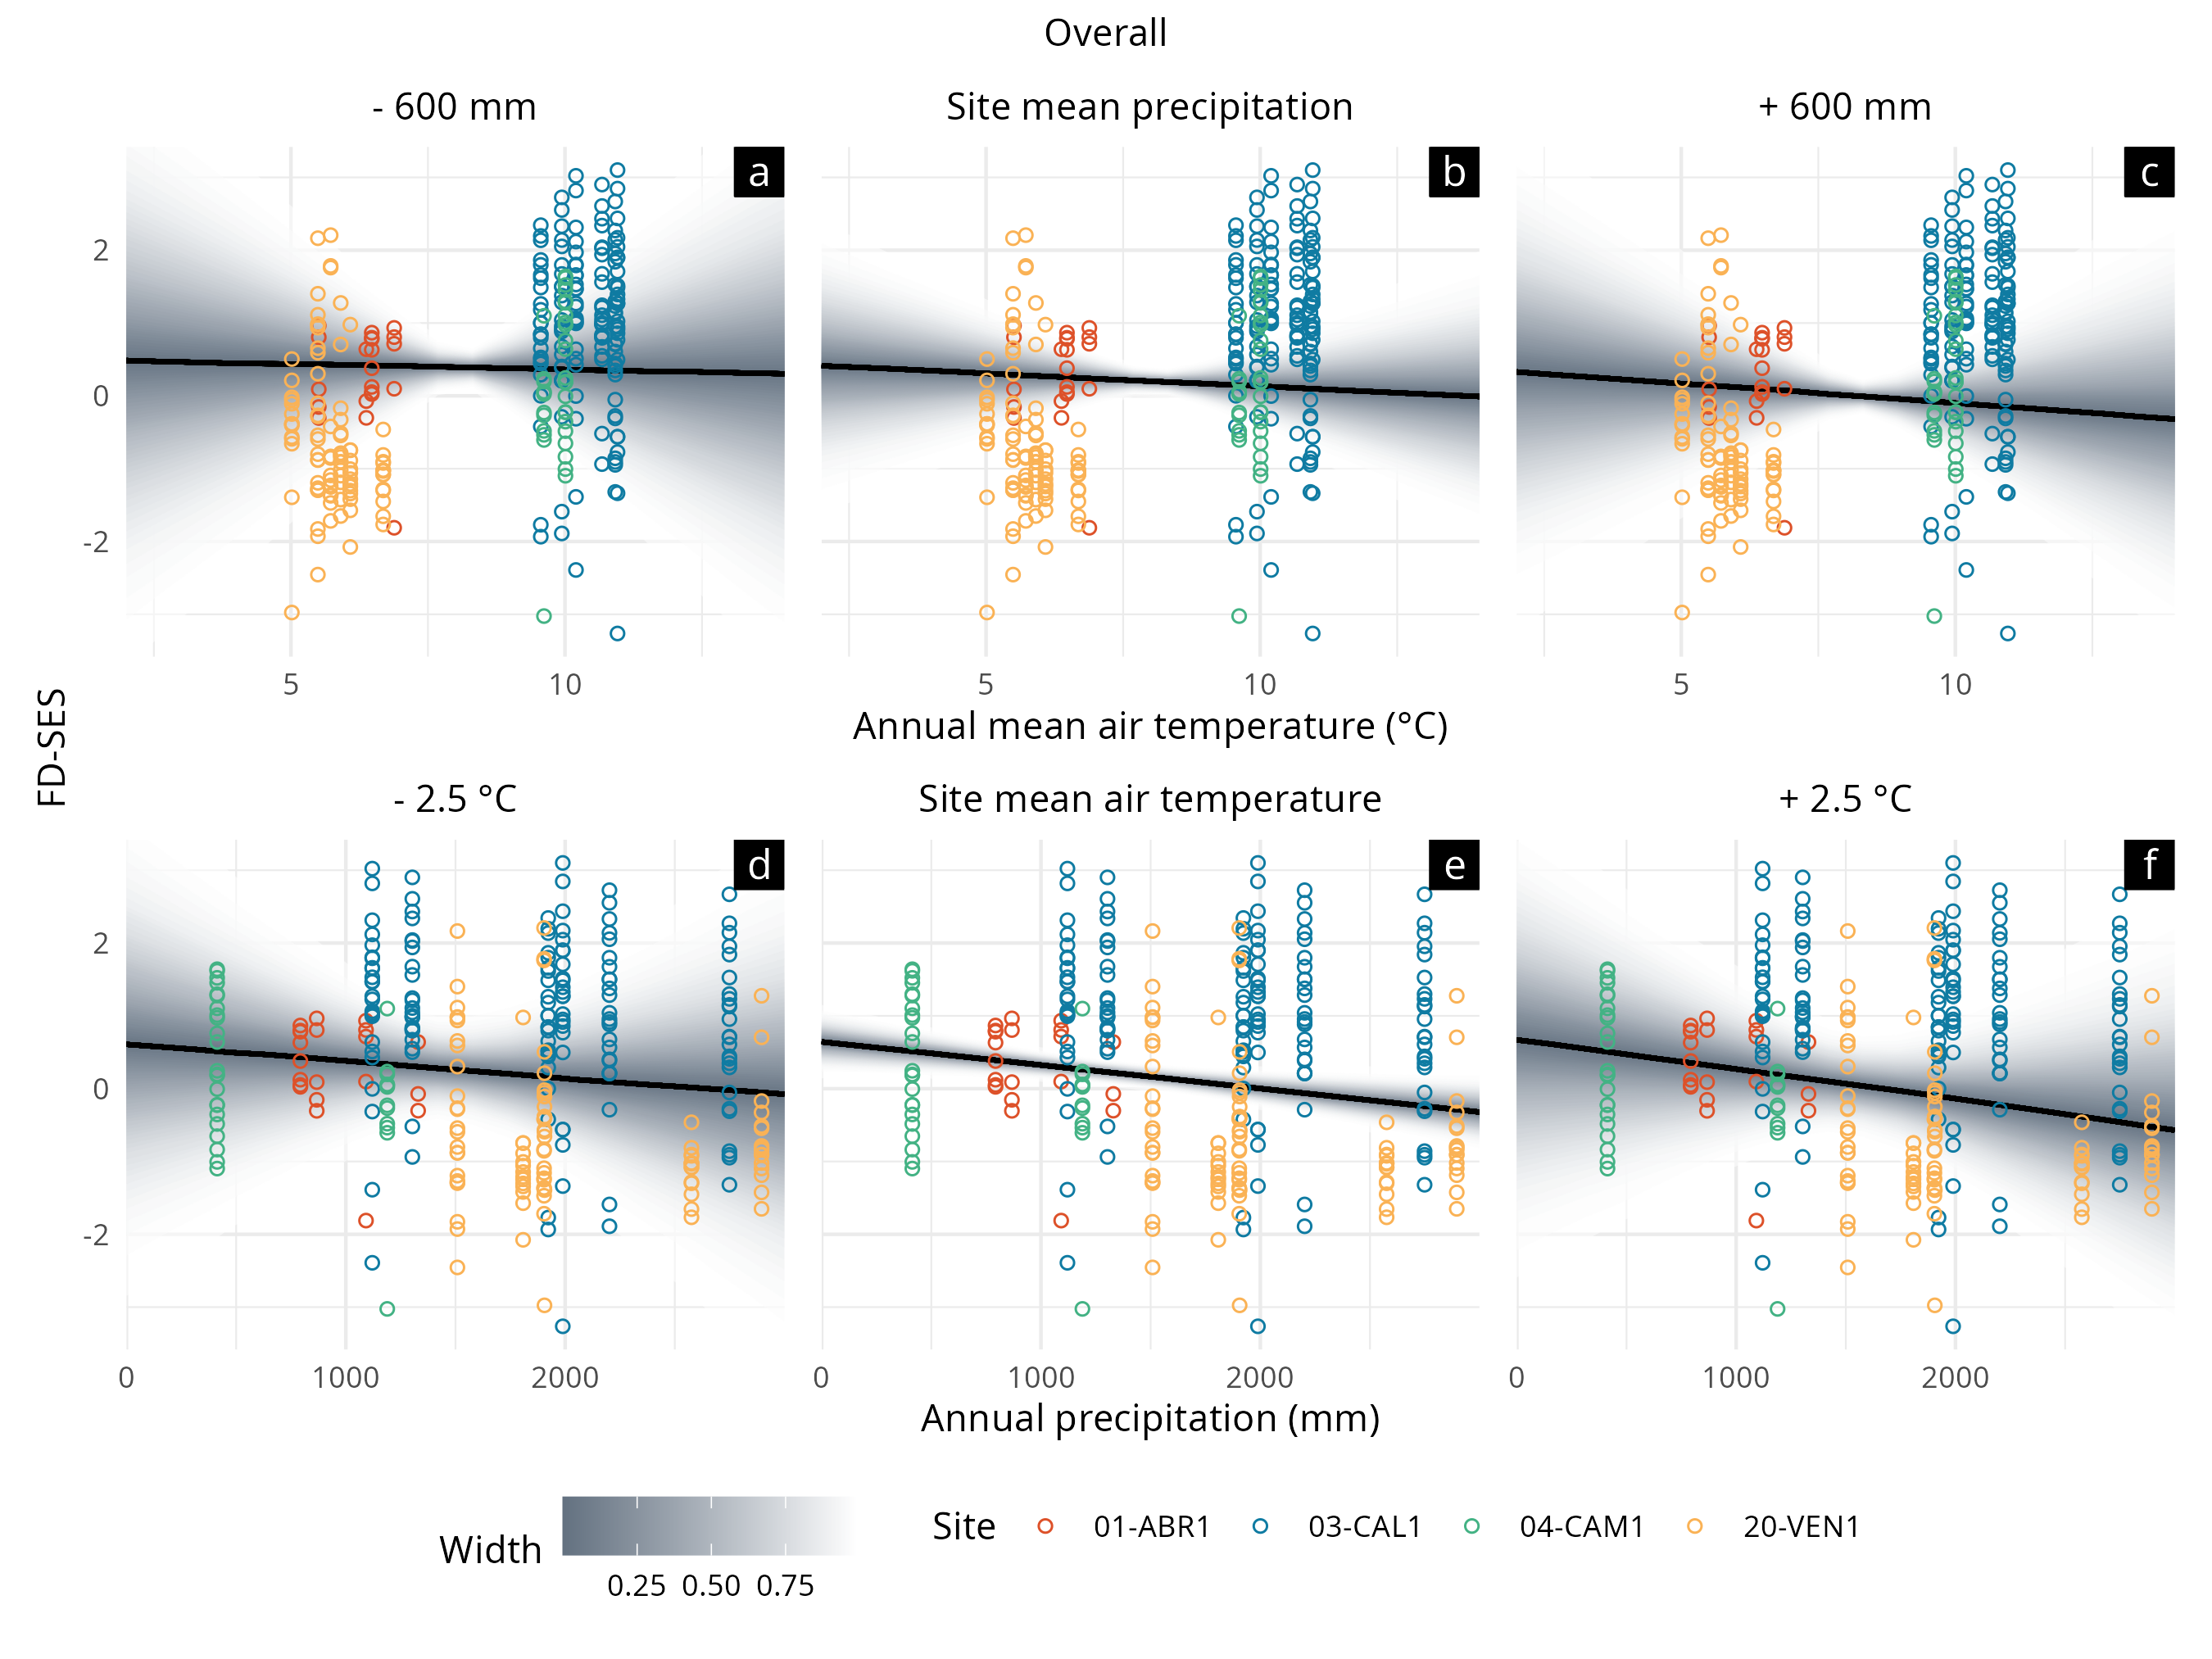 Overall
- 600 mm
Site mean precipitation
+ 600 mm
a
b
c
2
0
-2
5
10
5
10
5
10
Annual mean air temperature (°C)
FD-SES
- 2.5 °C
Site mean air temperature
+ 2.5 °C
d
e
f
2
0
-2
0
1000
2000
0
1000
2000
0
1000
2000
Annual precipitation (mm)
Width
0.25 0.50 0.75
Site 01-ABR1 03-CAL1 04-CAM1 20-VEN1